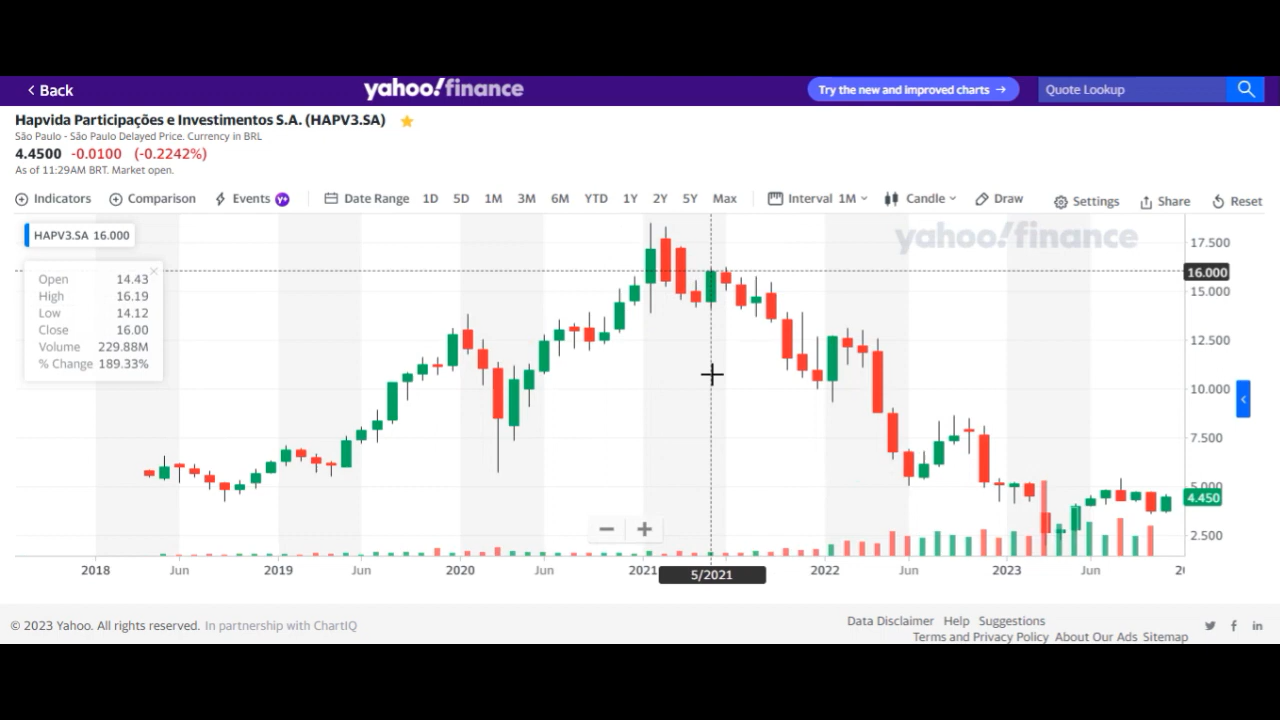 Back
yahoo!finance
Try the new and improved charts →
Quote Lookup
Hapvida Participações e Investimentos S.A. (HAPV3.SA)
São Paulo - São Paulo Delayed Price. Currency in BRL
4.4500 -0.0100 (-0.2242%)
As of 11:29AM BRT. Market open.
Indicators Comparison Events Y+ Date Range 1D 5D 1M 3M 6M YTD 1Y 2Y 5Y Max Interval 1M Candle Draw Settings Share Reset
HAPV3.SA 16.000
yahoo!finance
Open 14.43
High 16.19
Low 14.12
Close 16.00
Volume 229.88M
% Change 189.33%
17.500
16.000
15.000
12.500
10.000
7.500
5.000
4.450
2.500
2018 Jun 2019 Jun 2020 Jun 2021 5/2021 2022 Jun 2023 Jun 20
© 2023 Yahoo. All rights reserved. In partnership with ChartIQ
Data Disclaimer Help Suggestions
Terms and Privacy Policy About Our Ads Sitemap